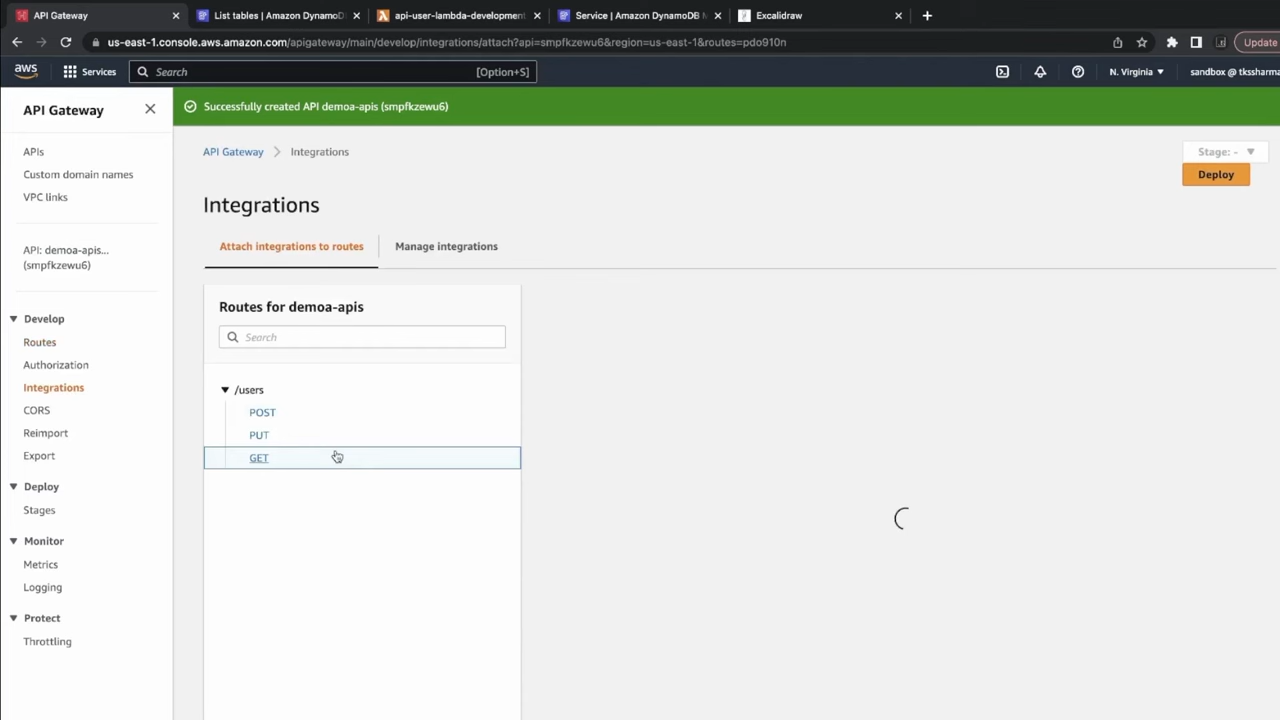 API Gateway
List tables | Amazon DynamoD
api-user-lambda-development
Service | Amazon DynamoDB M
Excalidraw
us-east-1.console.aws.amazon.com/apigateway/main/develop/integrations/attach?api=smpfkzewu6&region=us-east-1&routes=pdo910n
Update
aws
Services
Search
[Option+S]
N. Virginia
sandbox @ tkssharma
API Gateway
Successfully created API demoa-apis (smpfkzewu6)
APIs
Custom domain names
VPC links
API: demoa-apis...
(smpfkzewu6)
Develop
Routes
Authorization
Integrations
CORS
Reimport
Export
Deploy
Stages
Monitor
Metrics
Logging
Protect
Throttling
API Gateway
Integrations
Stage: -
Deploy
Integrations
Attach integrations to routes
Manage integrations
Routes for demoa-apis
Search
/users
POST
PUT
GET